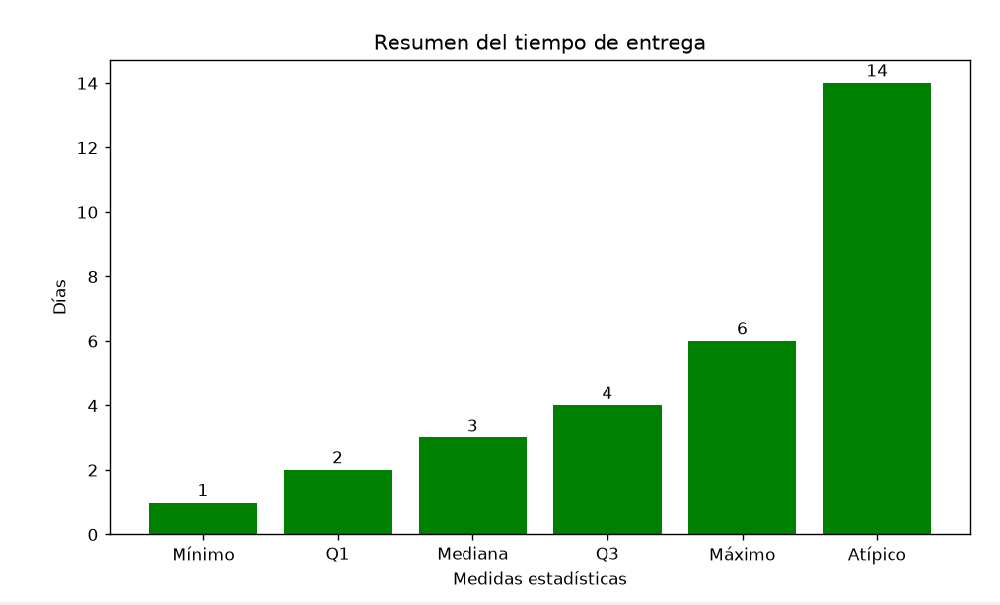 Resumen del tiempo de entrega
14
12
10
8
6
4
2
0
Días
1
2
3
4
6
14
Mínimo
Q1
Mediana
Q3
Máximo
Atípico
Medidas estadísticas